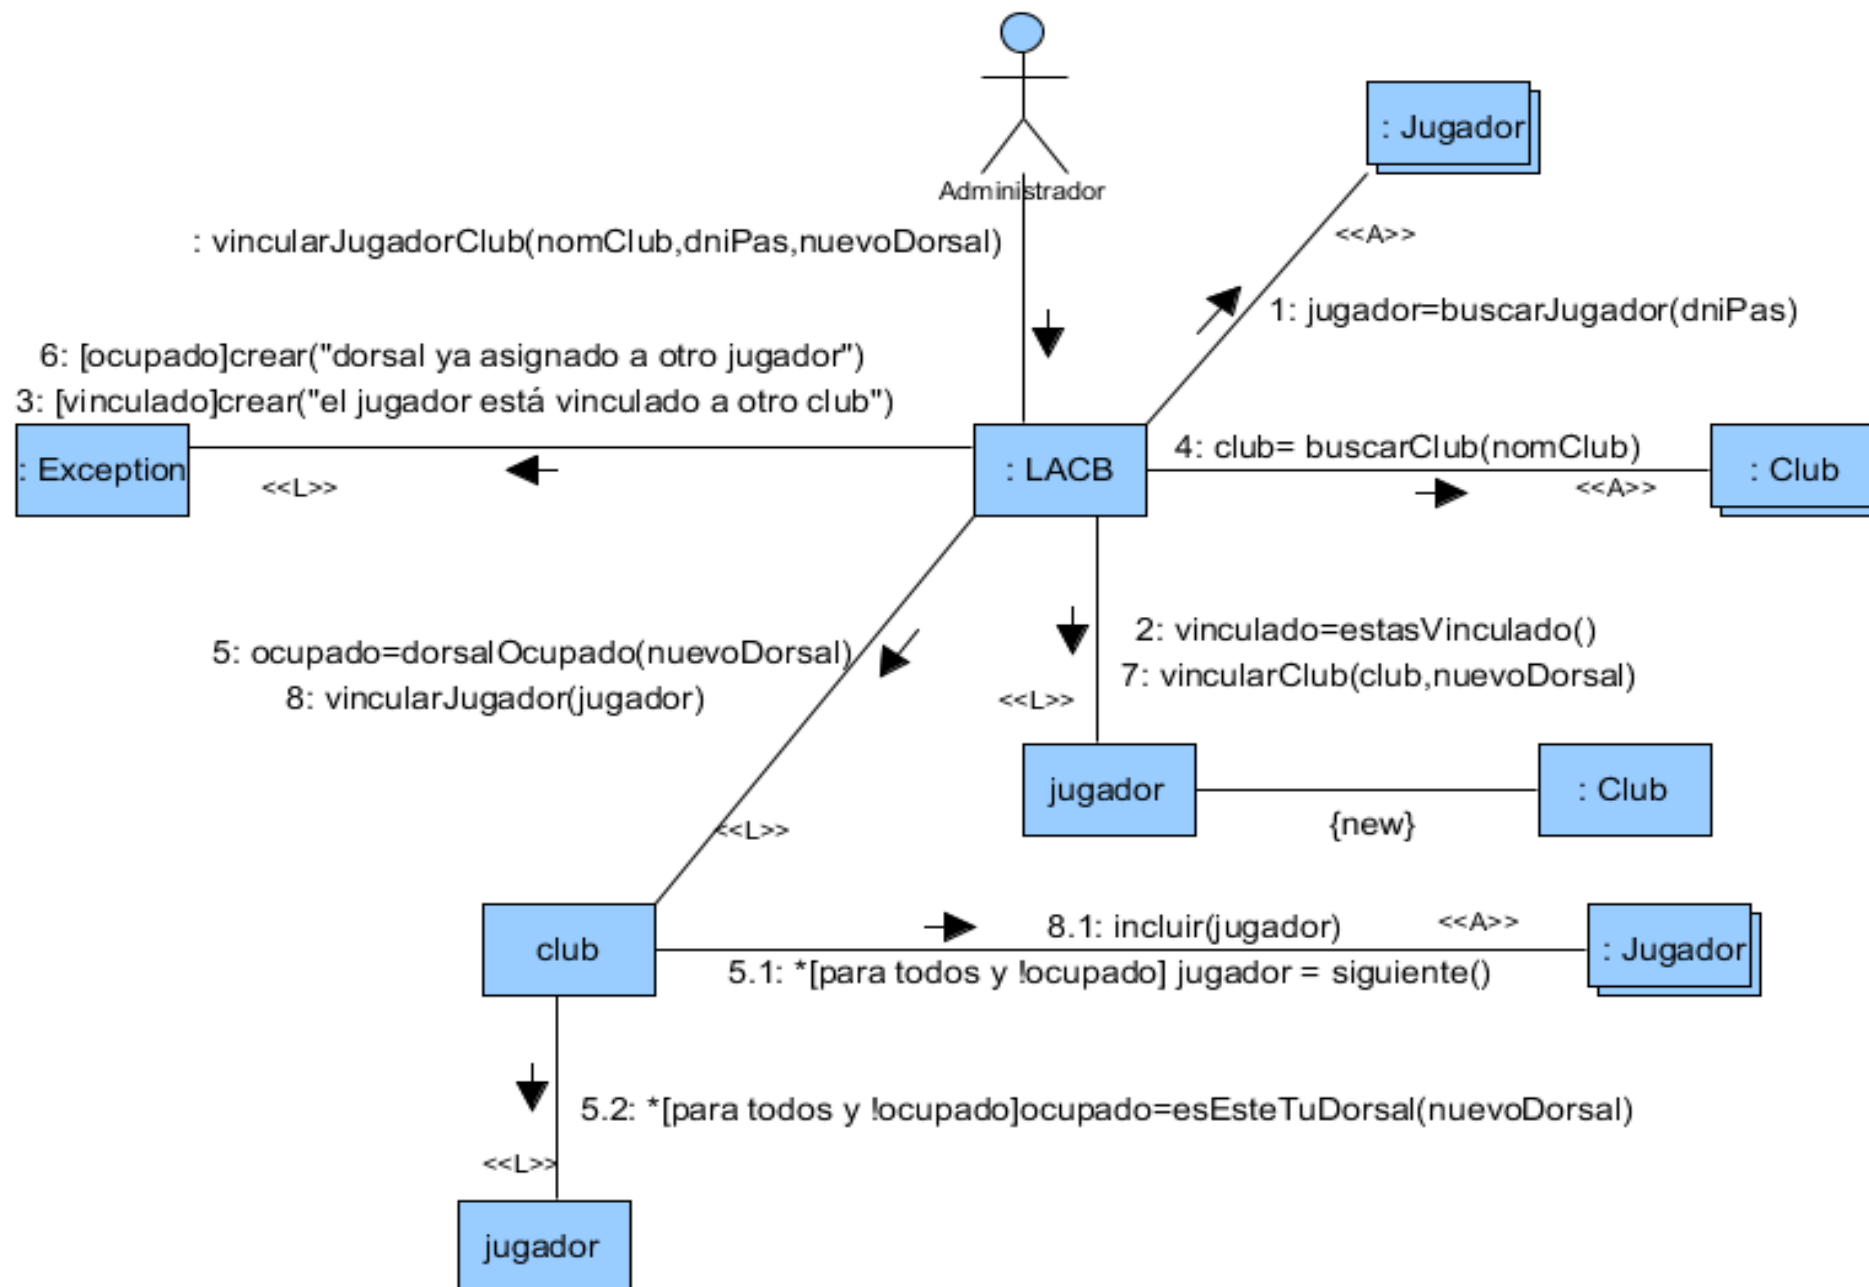 Administrador
: Jugador
: vincularJugadorClub(nomClub,dniPas,nuevoDorsal)
<<A>>
1: jugador=buscarJugador(dniPas)
6: [ocupado]crear("dorsal ya asignado a otro jugador")
3: [vinculado]crear("el jugador está vinculado a otro club")
: Exception
<<L>>
: LACB
4: club= buscarClub(nomClub)
<<A>>
: Club
5: ocupado=dorsalOcupado(nuevoDorsal)
8: vincularJugador(jugador)
<<L>>
2: vinculado=estasVinculado()
7: vincularClub(club,nuevoDorsal)
<<L>>
jugador
{new}
: Club
club
8.1: incluir(jugador)
<<A>>
5.1: *[para todos y !ocupado] jugador = siguiente()
: Jugador
5.2: *[para todos y !ocupado]ocupado=esEsteTuDorsal(nuevoDorsal)
<<L>>
jugador